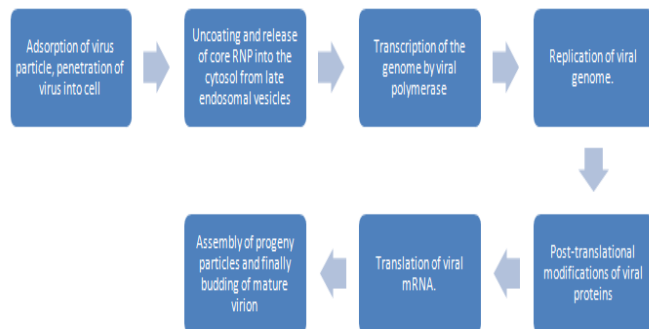 Adsorption of virus
particle, penetration of
virus into cell
Uncoating and release
of core RNP into the
cytosol from late
endosomal vesicles
Transcription of the
genome by viral
polymerase
Replication of viral
genome.
Post-translational
modifications of viral
proteins
Translation of viral
mRNA.
Assembly of progeny
particles and finally
budding of mature
virion